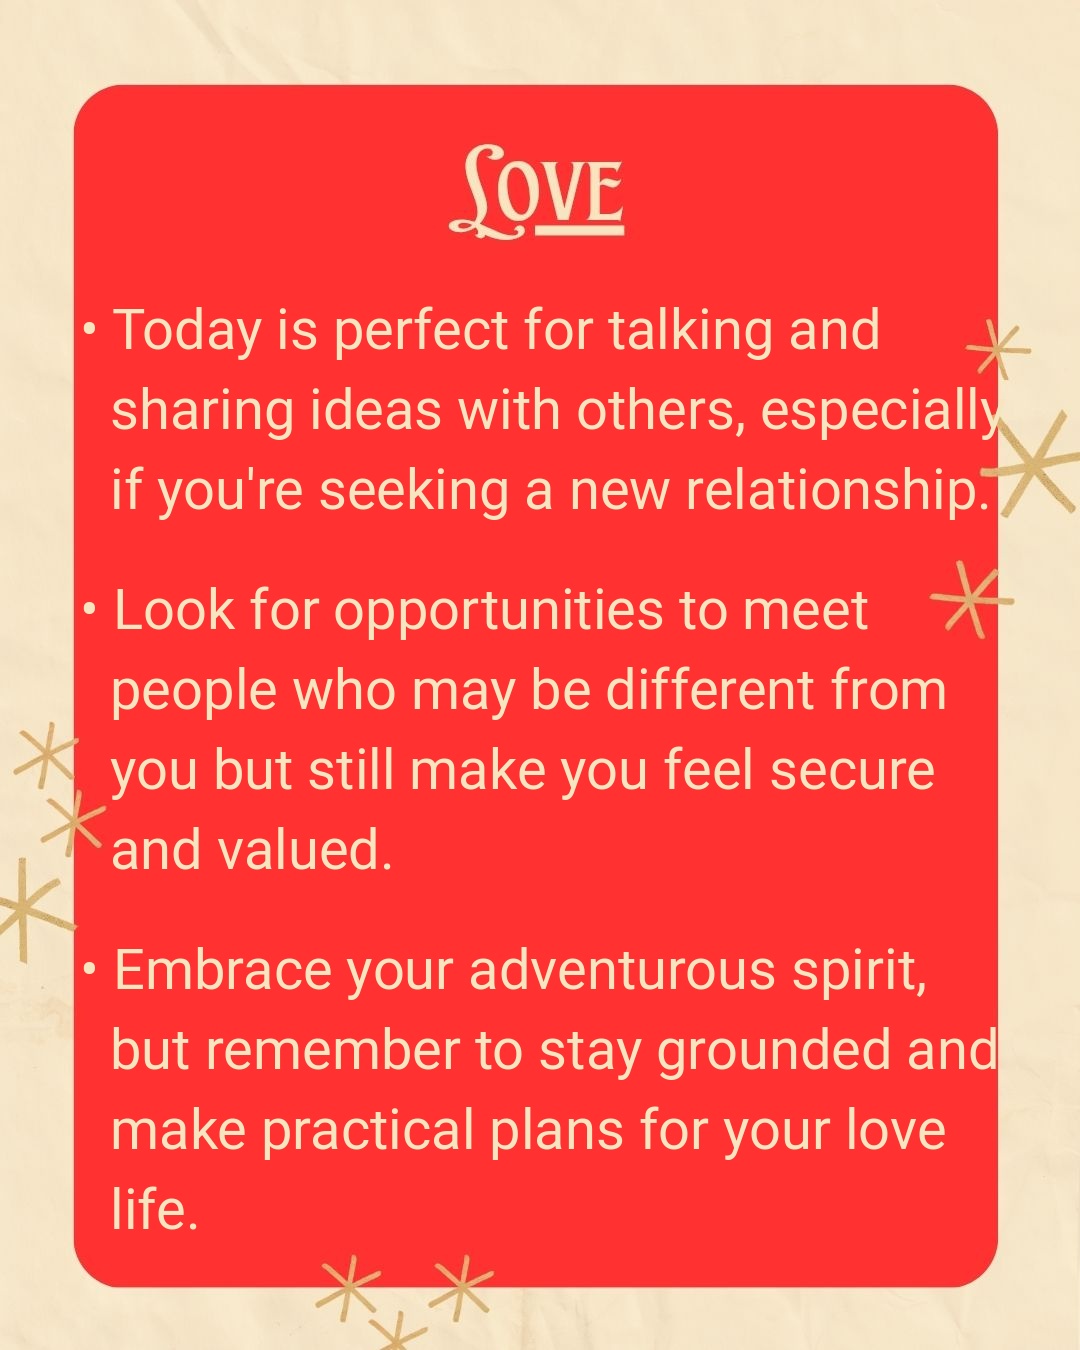 Love
• Today is perfect for talking and
sharing ideas with others, especially
if you're seeking a new relationship.
• Look for opportunities to meet
people who may be different from
you but still make you feel secure
and valued.
• Embrace your adventurous spirit,
but remember to stay grounded and
make practical plans for your love
life.